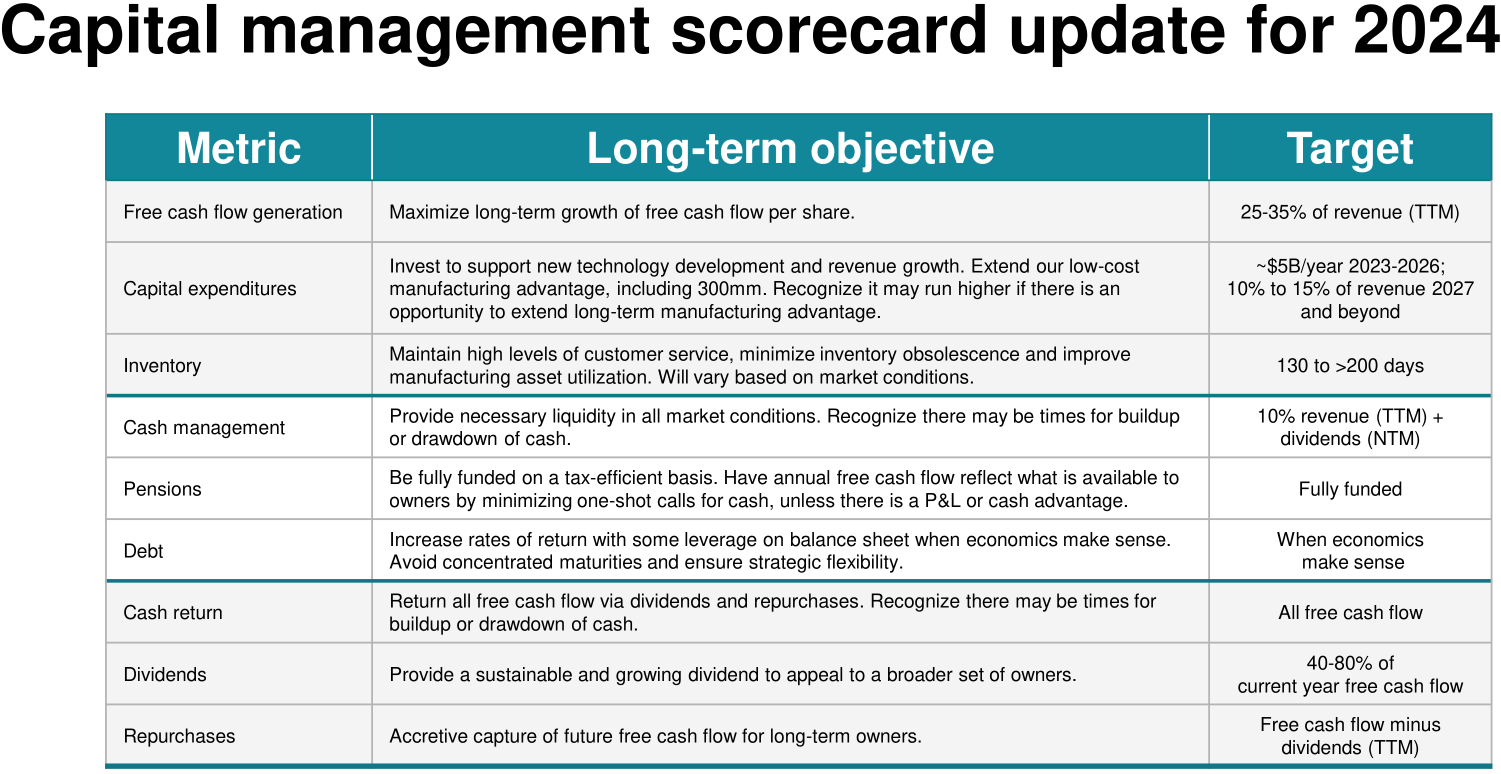 Capital management scorecard update for 2024
Metric
Long-term objective
Target
Free cash flow generation
Maximize long-term growth of free cash flow per share.
25-35% of revenue (TTM)
Capital expenditures
Invest to support new technology development and revenue growth. Extend our low-cost
manufacturing advantage, including 300mm. Recognize it may run higher if there is an
opportunity to extend long-term manufacturing advantage.
~$5B/year 2023-2026;
10% to 15% of revenue 2027
and beyond
Inventory
Maintain high levels of customer service, minimize inventory obsolescence and improve
manufacturing asset utilization. Will vary based on market conditions.
130 to >200 days
Cash management
Provide necessary liquidity in all market conditions. Recognize there may be times for buildup
or drawdown of cash.
10% revenue (TTM) +
dividends (NTM)
Pensions
Be fully funded on a tax-efficient basis. Have annual free cash flow reflect what is available to
owners by minimizing one-shot calls for cash, unless there is a P&L or cash advantage.
Fully funded
Debt
Increase rates of return with some leverage on balance sheet when economics make sense.
Avoid concentrated maturities and ensure strategic flexibility.
When economics
make sense
Cash return
Return all free cash flow via dividends and repurchases. Recognize there may be times for
buildup or drawdown of cash.
All free cash flow
Dividends
Provide a sustainable and growing dividend to appeal to a broader set of owners.
40-80% of
current year free cash flow
Repurchases
Accretive capture of future free cash flow for long-term owners.
Free cash flow minus
dividends (TTM)